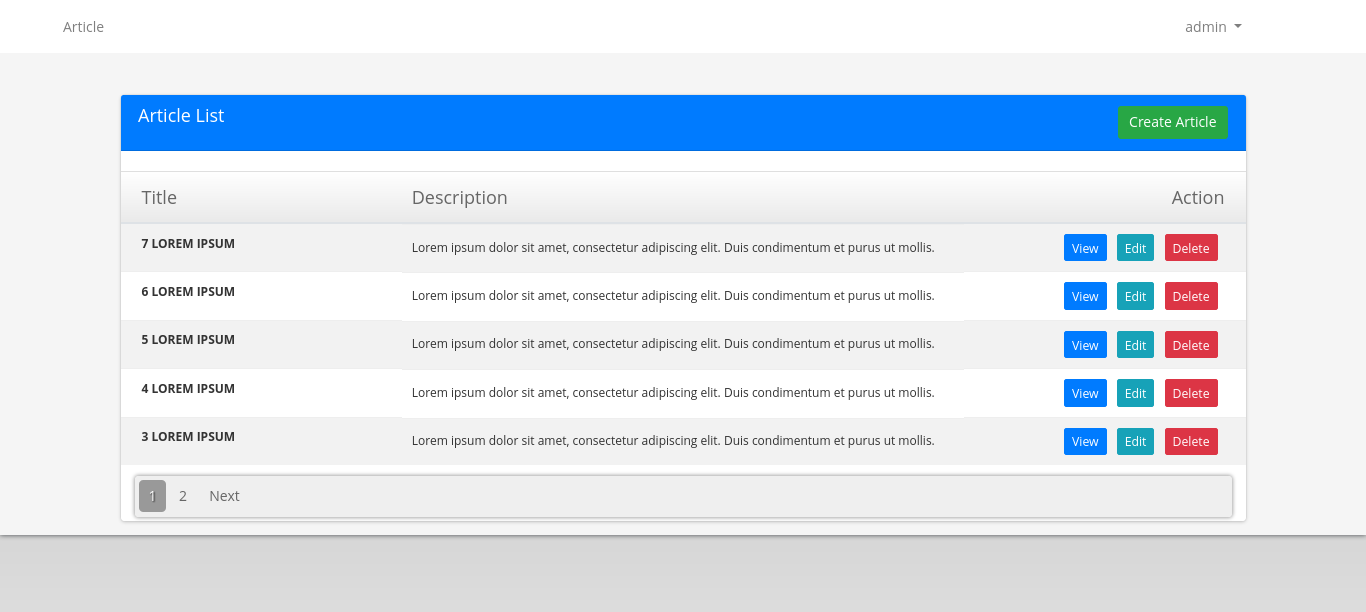 Article admin
Article List Create Article
Title Description Action
7 LOREM IPSUM Lorem ipsum dolor sit amet, consectetur adipiscing elit. Duis condimentum et purus ut mollis. View Edit Delete
6 LOREM IPSUM Lorem ipsum dolor sit amet, consectetur adipiscing elit. Duis condimentum et purus ut mollis. View Edit Delete
5 LOREM IPSUM Lorem ipsum dolor sit amet, consectetur adipiscing elit. Duis condimentum et purus ut mollis. View Edit Delete
4 LOREM IPSUM Lorem ipsum dolor sit amet, consectetur adipiscing elit. Duis condimentum et purus ut mollis. View Edit Delete
3 LOREM IPSUM Lorem ipsum dolor sit amet, consectetur adipiscing elit. Duis condimentum et purus ut mollis. View Edit Delete
1 2 Next